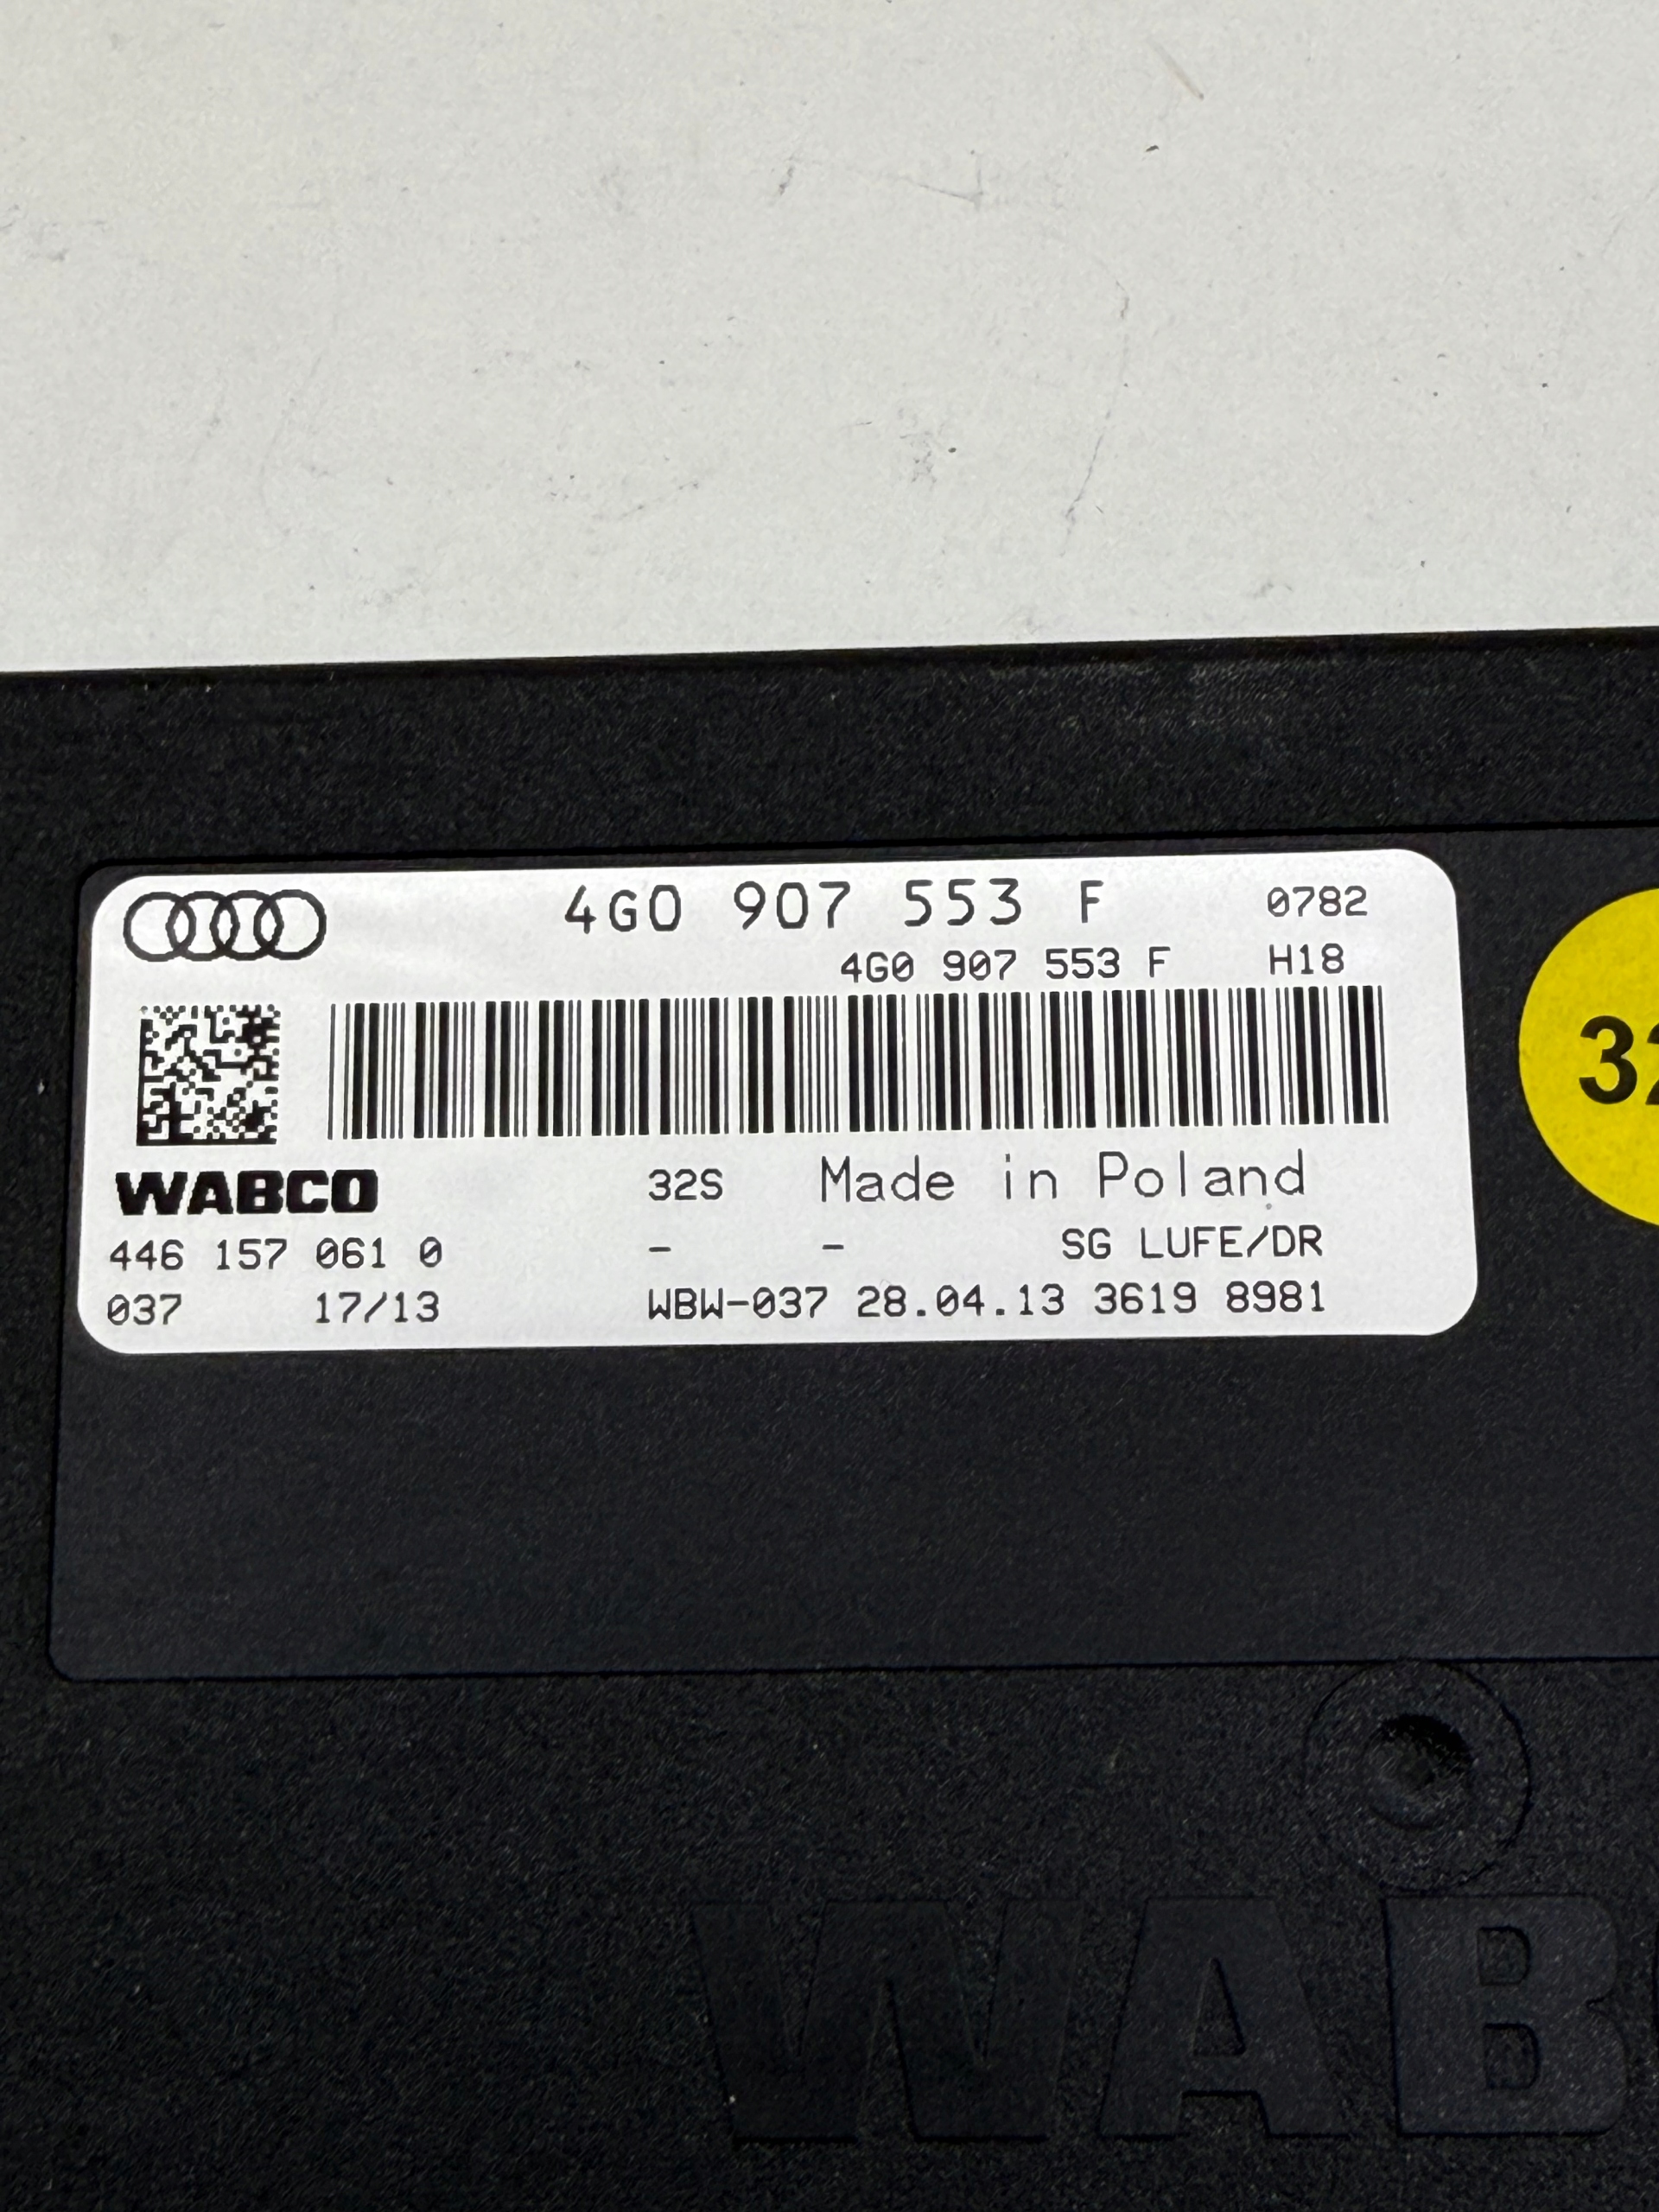 4G0 907 553 F 0782
4G0 907 553 F H18
WABCO 32S Made in Poland
446 157 061 0 - - SG LUFE/DR
037 17/13 WBW-037 28.04.13 3619 8981
32
WAB